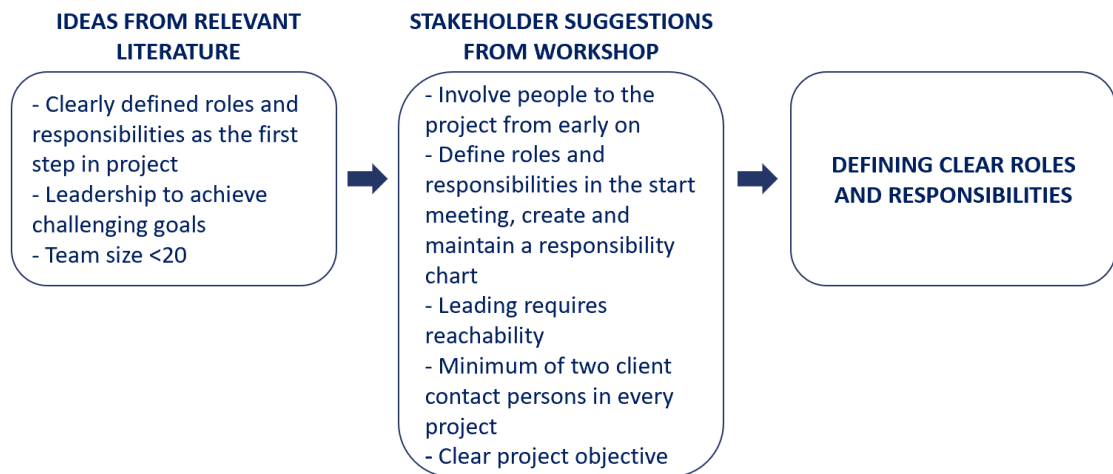 IDEAS FROM RELEVANT
LITERATURE
- Clearly defined roles and
responsibilities as the first
step in project
- Leadership to achieve
challenging goals
- Team size <20
STAKEHOLDER SUGGESTIONS
FROM WORKSHOP
- Involve people to the
project from early on
- Define roles and
responsibilities in the start
meeting, create and
maintain a responsibility
chart
- Leading requires
reachability
- Minimum of two client
contact persons in every
project
- Clear project objective
DEFINING CLEAR ROLES
AND RESPONSIBILITIES